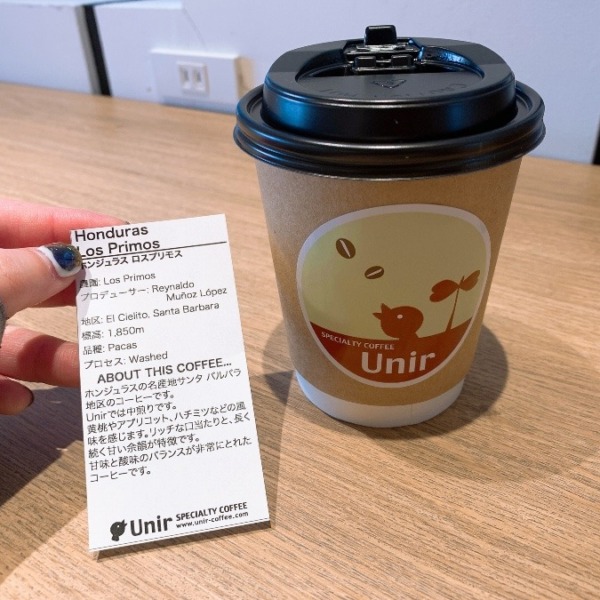 Honduras
Los Primos
ホンジュラス ロスプリモス
農園: Los Primos
プロデューサー: Reynaldo
Muñoz López
地区: El Cielito, Santa Barbara
標高: 1,850m
品種: Pacas
プロセス: Washed
ABOUT THIS COFFEE...
ホンジュラスの名産地サンタ バルバラ
地区のコーヒーです。
Unirでは中煎りです。
黄桃やアプリコット、ハチミツなどの風
味を感じます。リッチな口当たりと、長く
続く甘い余韻が特徴です。
甘味と酸味のバランスが非常にとれた
コーヒーです。
Unir SPECIALTY COFFEE
www.unir-coffee.com
SPECIALTY COFFEE
Unir